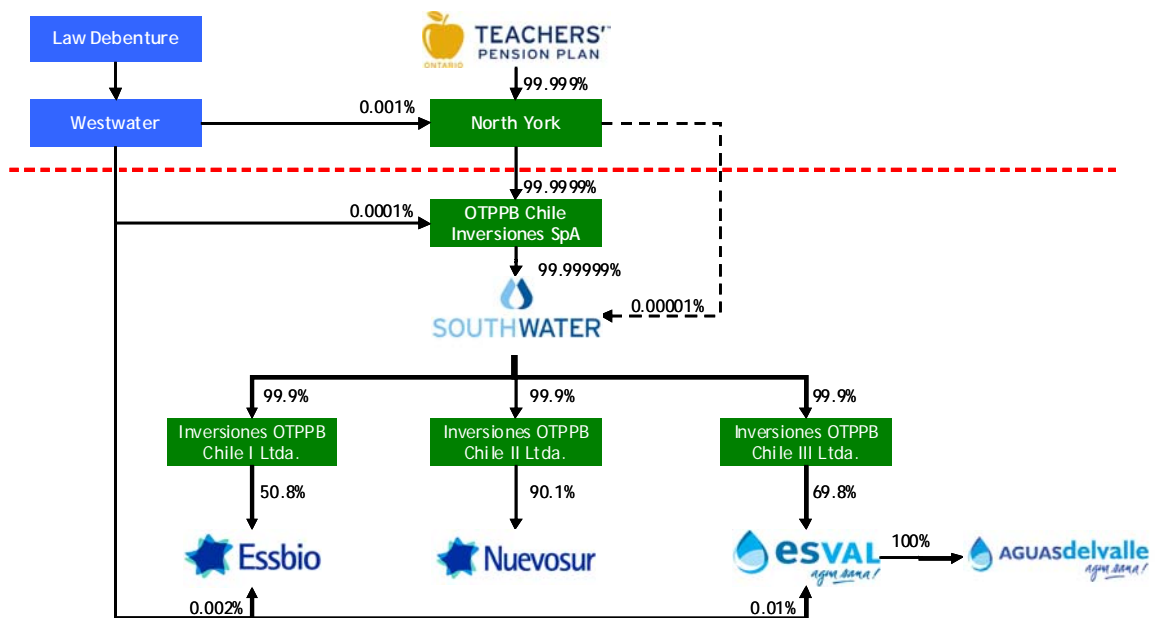 Law Debenture
TEACHERS'™
PENSION PLAN
ONTARIO
99.999%
Westwater
0.001%
North York
99.9999%
0.0001%
OTPPB Chile
Inversiones SpA
99.99999%
SOUTHWATER
0.00001%
99.9%
99.9%
99.9%
Inversiones OTPPB
Chile I Ltda.
Inversiones OTPPB
Chile II Ltda.
Inversiones OTPPB
Chile III Ltda.
50.8%
90.1%
69.8%
Essbio
Nuevosur
esval
agua sana!
100%
AGUASdelvalle
agua sana!
0.002%
0.01%